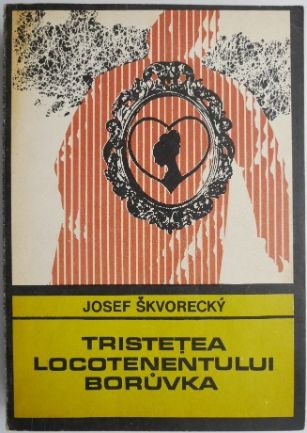 JOSEF ŠKVORECKÝ
TRISTEȚEA
LOCOTENENTULUI
BORŮVKA